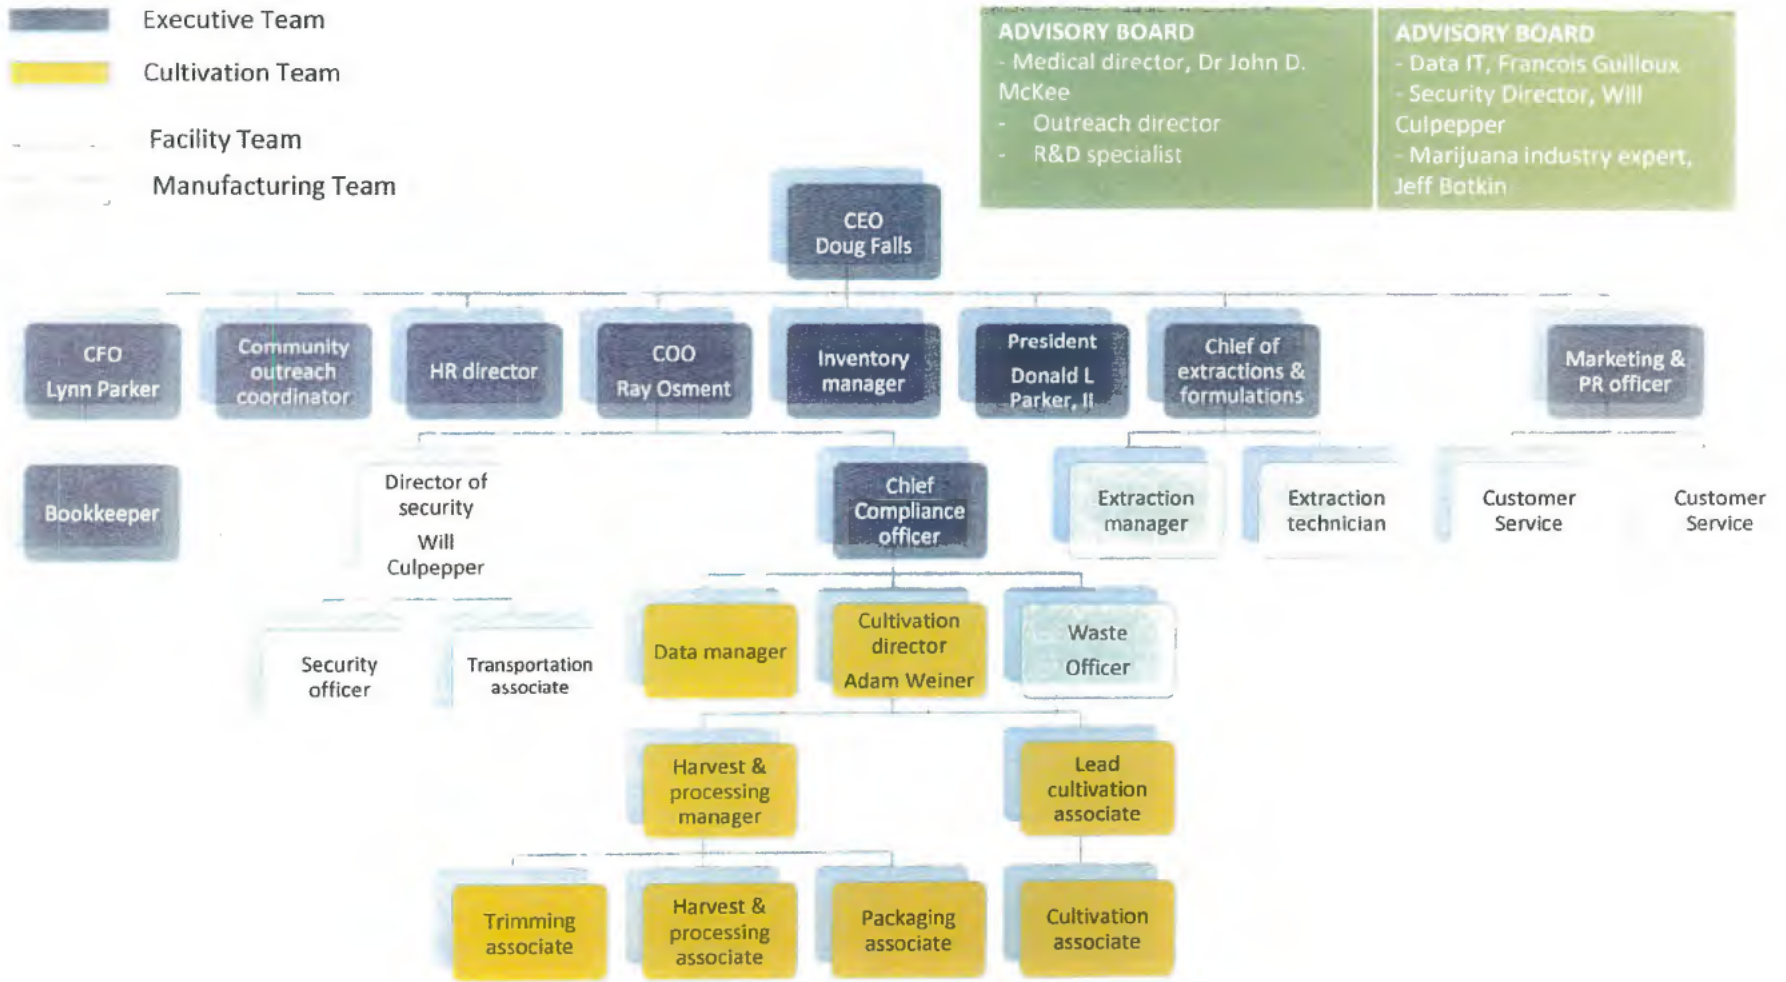 Executive Team
Cultivation Team
Facility Team
Manufacturing Team
ADVISORY BOARD
- Medical director, Dr John D.
McKee
- Outreach director
- R&D specialist
ADVISORY BOARD
- Data IT, Francois Guilloux
- Security Director, Will
Culpepper
- Marijuana industry expert,
Jeff Botkin
CEO
Doug Falls
CFO
Lynn Parker
Community
outreach
coordinator
HR director
COO
Ray Osment
Inventory
manager
President
Donald L
Parker, II
Chief of
extractions &
formulations
Marketing &
PR officer
Bookkeeper
Director of
security
Will
Culpepper
Chief
Compliance
officer
Extraction
manager
Extraction
technician
Customer
Service
Customer
Service
Security
officer
Transportation
associate
Data manager
Cultivation
director
Adam Weiner
Waste
Officer
Harvest &
processing
manager
Lead
cultivation
associate
Trimming
associate
Harvest &
processing
associate
Packaging
associate
Cultivation
associate